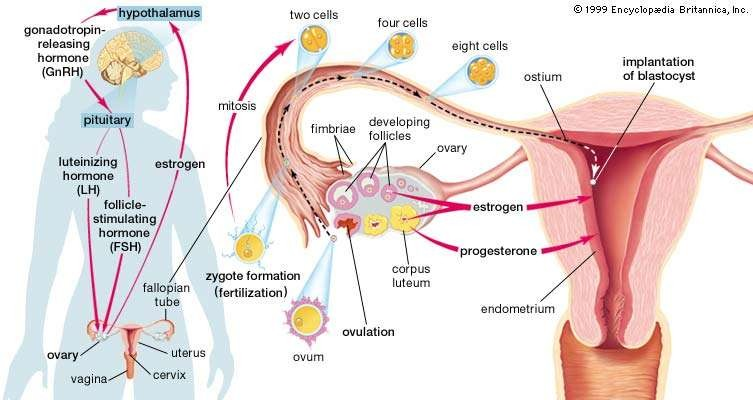 © 1999 Encyclopædia Britannica, Inc.
hypothalamus
gonadotropin-
releasing
hormone
(GnRH)
pituitary
luteinizing
hormone
(LH)
estrogen
follicle-
stimulating
hormone
(FSH)
ovary
uterus
vagina
cervix
two cells
four cells
eight cells
mitosis
fimbriae
developing
follicles
ovary
ostium
implantation
of blastocyst
estrogen
progesterone
zygote formation
(fertilization)
fallopian
tube
corpus
luteum
endometrium
ovulation
ovum